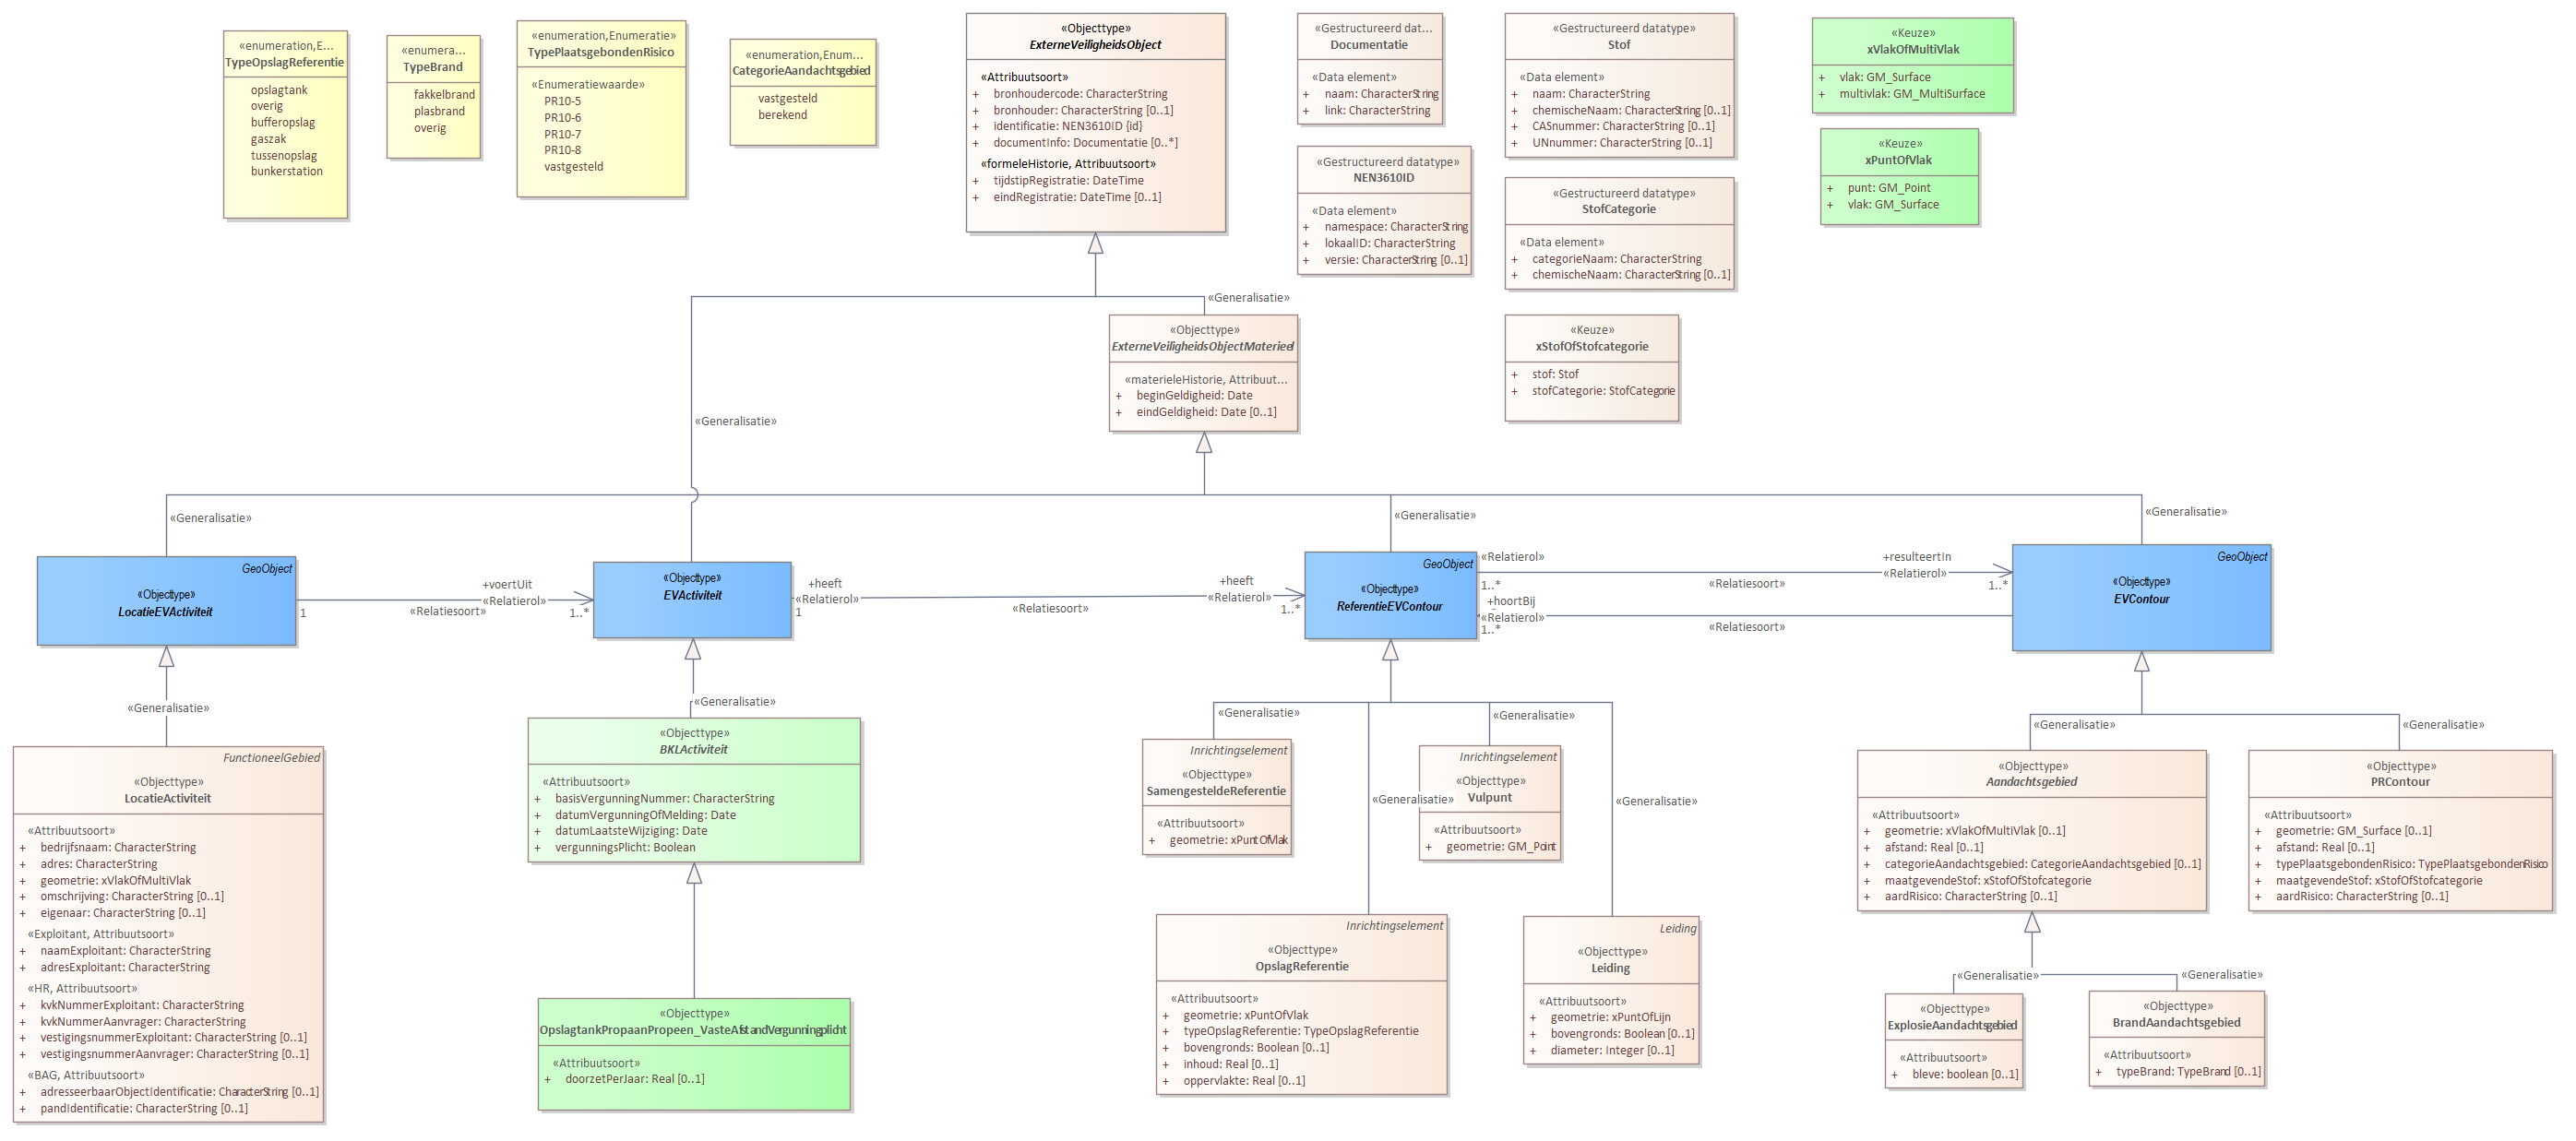 «enumeration,E...
TypeOpslagReferentie
opslagtank
overig
bufferopslag
gaszak
tussenopslag
bunkerstation
«enumera...
TypeBrand
fakkelbrand
plasbrand
overig
«enumeration,Enumeratie»
TypePlaatsgebondenRisico
«Enumeratiewaarde»
PR10-5
PR10-6
PR10-7
PR10-8
vastgesteld
«enumeration,Enum...
CategorieAandachtsgebied
vastgesteld
berekend
«Objecttype»
ExterneVeiligheidsObject
«Attribuutsoort»
+ bronhoudercode: CharacterString
+ bronhouder: CharacterString [0..1]
+ identificatie: NEN3610ID {id}
+ documentInfo: Documentatie [0..*]
«formeleHistorie, Attribuutsoort»
+ tijdstipRegistratie: DateTime
+ eindRegistratie: DateTime [0..1]
«Gestructureerd dat...
Documentatie
«Data element»
+ naam: CharacterString
+ link: CharacterString
«Gestructureerd datatype»
NEN3610ID
«Data element»
+ namespace: CharacterString
+ lokaalID: CharacterString
+ versie: CharacterString [0..1]
«Gestructureerd datatype»
Stof
«Data element»
+ naam: CharacterString
+ chemischeNaam: CharacterString [0..1]
+ CASnummer: CharacterString [0..1]
+ UNnummer: CharacterString [0..1]
«Gestructureerd datatype»
StofCategorie
«Data element»
+ categorieNaam: CharacterString
+ chemischeNaam: CharacterString [0..1]
«Keuze»
xStofOfStofcategorie
+ stof: Stof
+ stofCategorie: StofCategorie
«Keuze»
xVlakOfMultiVlak
+ vlak: GM_Surface
+ multivlak: GM_MultiSurface
«Keuze»
xPuntOfVlak
+ punt: GM_Point
+ vlak: GM_Surface
«Generalisatie»
«Objecttype»
ExterneVeiligheidsObjectMaterieel
«materieleHistorie, Attribuut...
+ beginGeldigheid: Date
+ eindGeldigheid: Date [0..1]
«Generalisatie»
«Generalisatie»
«Generalisatie»
«Generalisatie»
GeoObject
«Objecttype»
LocatieEVActiviteit
1
«Relatiesoort»
+voertUit
«Relatierol»
1..*
«Objecttype»
EVActiviteit
+heeft
«Relatierol»
1
«Relatiesoort»
+heeft
«Relatierol»
1..*
GeoObject
«Objecttype»
ReferentieEVContour
«Relatierol»
1..*
+hoortBij
«Relatierol»
1..*
«Relatiesoort»
«Relatiesoort»
+resulteertIn
«Relatierol»
1..*
GeoObject
«Objecttype»
EVContour
«Generalisatie»
FunctioneelGebied
«Objecttype»
LocatieActiviteit
«Attribuutsoort»
+ bedrijfsnaam: CharacterString
+ adres: CharacterString
+ geometrie: xVlakOfMultiVlak
+ omschrijving: CharacterString [0..1]
+ eigenaar: CharacterString [0..1]
«Exploitant, Attribuutsoort»
+ naamExploitant: CharacterString
+ adresExploitant: CharacterString
«HR, Attribuutsoort»
+ kvkNummerExploitant: CharacterString
+ kvkNummerAanvrager: CharacterString
+ vestigingsnummerExploitant: CharacterString [0..1]
+ vestigingsnummerAanvrager: CharacterString [0..1]
«BAG, Attribuutsoort»
+ adresseerbaarObjectIdentificatie: CharacterString [0..1]
+ pandIdentificatie: CharacterString [0..1]
«Generalisatie»
«Objecttype»
BKLActiviteit
«Attribuutsoort»
+ basisVergunningNummer: CharacterString
+ datumVergunningOfMelding: Date
+ datumLaatsteWijziging: Date
+ vergunningsPlicht: Boolean
«Objecttype»
OpslagtankPropaanPropeen_VasteAfstandVergunningplicht
«Attribuutsoort»
+ doorzetPerJaar: Real [0..1]
«Generalisatie»
«Generalisatie»
«Generalisatie»
«Generalisatie»
Inrichtingselement
«Objecttype»
SamengesteldeReferentie
«Attribuutsoort»
+ geometrie: xPuntOfVlak
Inrichtingselement
«Objecttype»
Vulpunt
«Attribuutsoort»
+ geometrie: GM_Point
Inrichtingselement
«Objecttype»
OpslagReferentie
«Attribuutsoort»
+ geometrie: xPuntOfVlak
+ typeOpslagReferentie: TypeOpslagReferentie
+ bovengronds: Boolean [0..1]
+ inhoud: Real [0..1]
+ oppervlakte: Real [0..1]
Leiding
«Objecttype»
Leiding
«Attribuutsoort»
+ geometrie: xPuntOfLijn
+ bovengronds: Boolean [0..1]
+ diameter: Integer [0..1]
«Generalisatie»
«Generalisatie»
«Objecttype»
Aandachtsgebied
«Attribuutsoort»
+ geometrie: xVlakOfMultiVlak [0..1]
+ afstand: Real [0..1]
+ categorieAandachtsgebied: CategorieAandachtsgebied [0..1]
+ maatgevendeStof: xStofOfStofcategorie
+ aardRisico: CharacterString [0..1]
«Objecttype»
PRContour
«Attribuutsoort»
+ geometrie: GM_Surface [0..1]
+ afstand: Real [0..1]
+ typePlaatsgebondenRisico: TypePlaatsgebondenRisico
+ maatgevendeStof: xStofOfStofcategorie
+ aardRisico: CharacterString [0..1]
«Generalisatie»
«Generalisatie»
«Objecttype»
ExplosieAandachtsgebied
«Attribuutsoort»
+ bleve: boolean [0..1]
«Objecttype»
BrandAandachtsgebied
«Attribuutsoort»
+ typeBrand: TypeBrand [0..1]